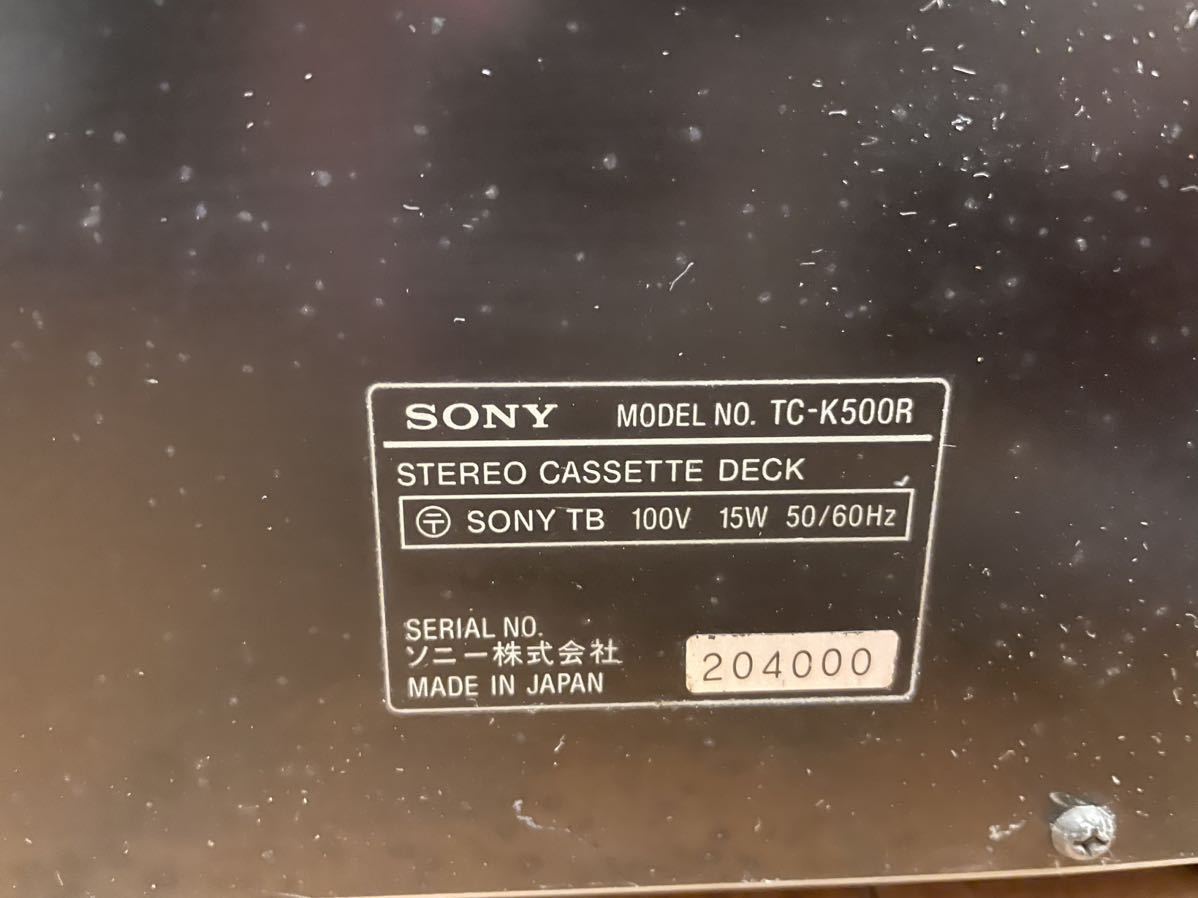 SONY MODEL NO. TC-K500R
STEREO CASSETTE DECK
〶 SONY TB 100V 15W 50/60Hz
SERIAL NO.
ソニー株式会社
MADE IN JAPAN
204000